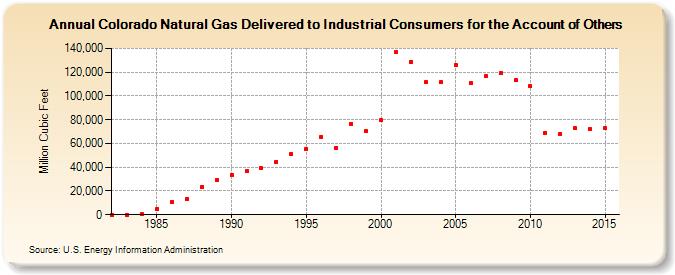 Annual Colorado Natural Gas Delivered to Industrial Consumers for the Account of Others
Million Cubic Feet
140,000
120,000
100,000
80,000
60,000
40,000
20,000
0
1985 1990 1995 2000 2005 2010 2015
Source: U.S. Energy Information Administration